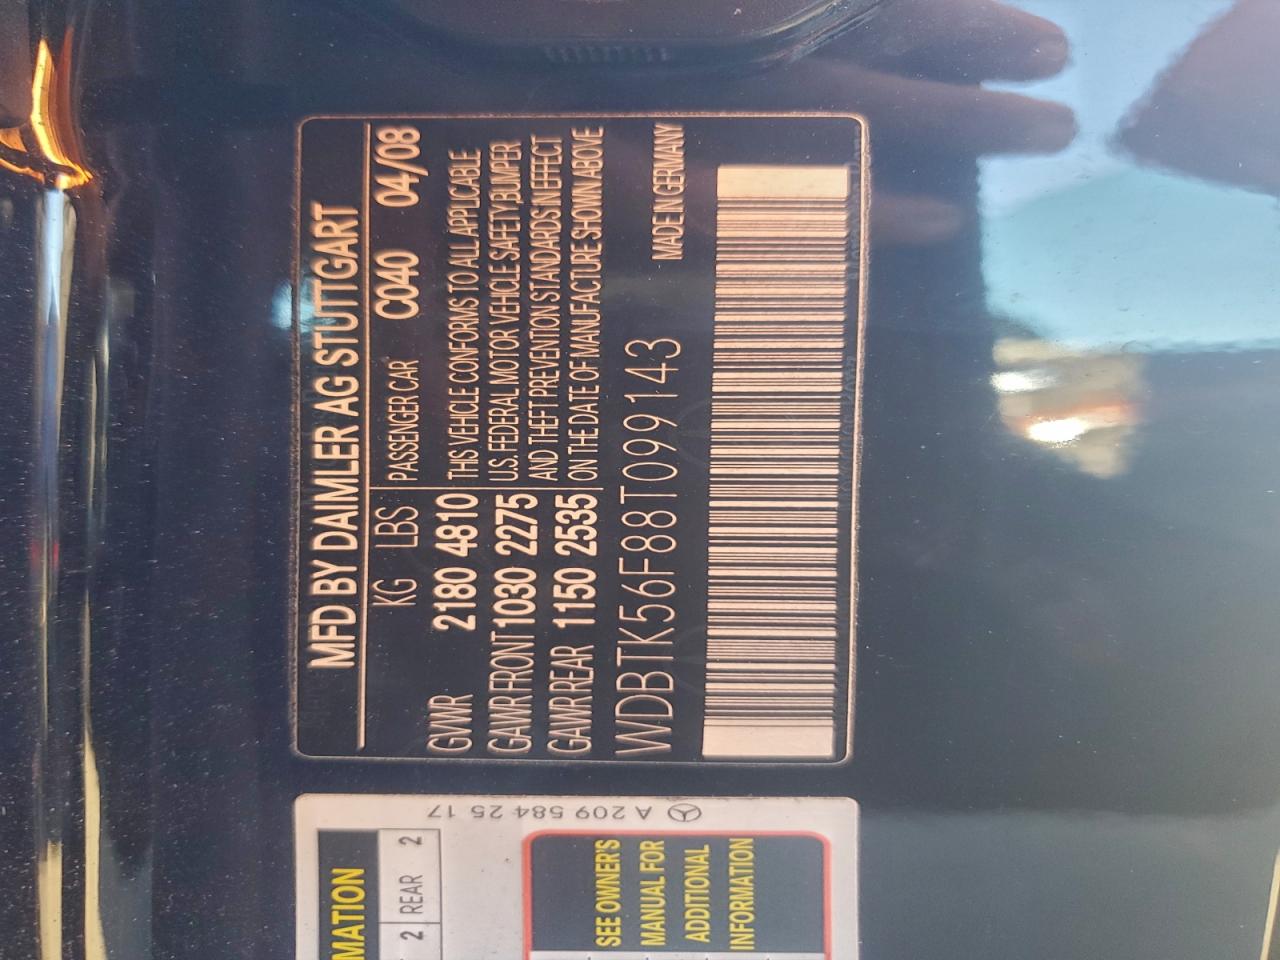 MFD BY DAIMLER AG STUTTGART
KG LBS PASSENGER CAR C040 04/08
GVWR 2180 4810 THIS VEHICLE CONFORMS TO ALL APPLICABLE
GAWR FRONT 1030 2275 U.S. FEDERAL MOTOR VEHICLE SAFETY,BUMPER
AND THEFT PREVENTION STANDARDS IN EFFECT
GAWR REAR 1150 2535 ON THE DATE OF MANUFACTURE SHOWN ABOVE
WDBTK56F88T099143 MADE IN GERMANY
MATION
2 REAR 2
A 209 584 25 17
SEE OWNER'S
MANUAL FOR
ADDITIONAL
INFORMATION